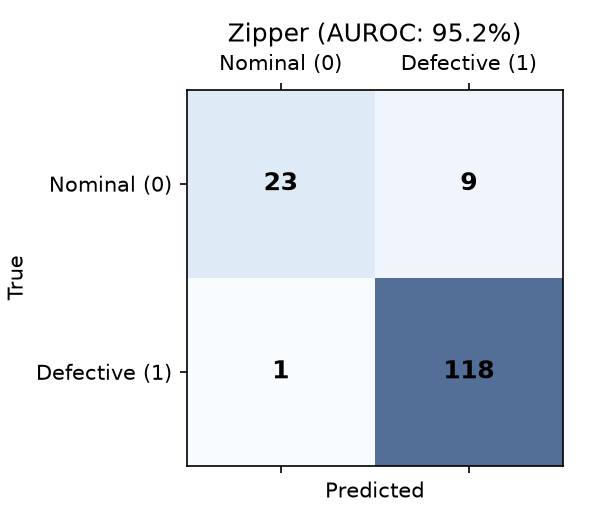 Zipper (AUROC: 95.2%)
Nominal (0) Defective (1)
Nominal (0) 23 9
True
Defective (1) 1 118
Predicted